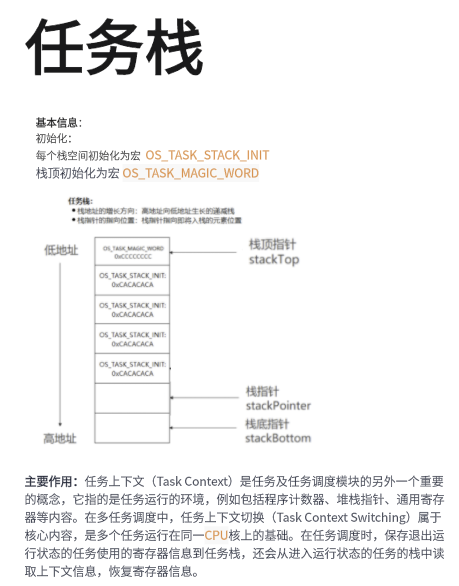 任务栈
基本信息：
初始化：
每个栈空间初始化为宏 OS_TASK_STACK_INIT
栈顶初始化为宏 OS_TASK_MAGIC_WORD
任务栈：
• 栈地址的增长方向：高地址向低地址生长的递减栈
• 栈指针的指向位置：栈指针指向即将入栈的元素位置
低地址
OS_TASK_MAGIC_WORD
0xCCCCCCCC
栈顶指针
stackTop
OS_TASK_STACK_INIT:
0xCACACACA
OS_TASK_STACK_INIT:
0xCACACACA
OS_TASK_STACK_INIT:
0xCACACACA
OS_TASK_STACK_INIT:
0xCACACACA
栈指针
stackPointer
栈底指针
stackBottom
高地址
主要作用：任务上下文（Task Context）是任务及任务调度模块的另外一个重要
的概念，它指的是任务运行的环境，例如包括程序计数器、堆栈指针、通用寄存
器等内容。在多任务调度中，任务上下文切换（Task Context Switching）属于
核心内容，是多个任务运行在同一CPU核上的基础。在任务调度时，保存退出运
行状态的任务使用的寄存器信息到任务栈，还会从进入运行状态的任务的栈中读
取上下文信息，恢复寄存器信息。